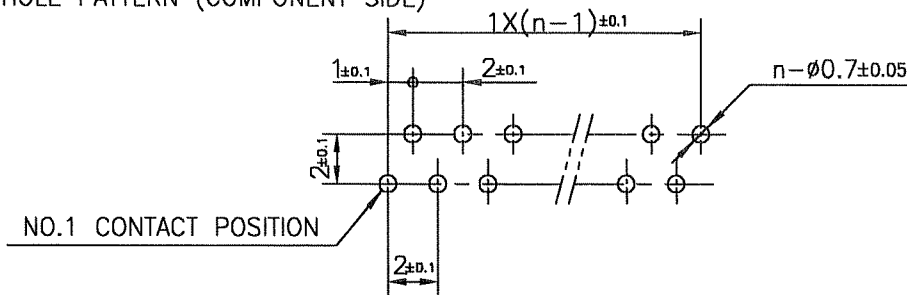 HOLE PATTERN (COMPONENT SIDE)
1X(n-1)±0.1
1±0.1
2±0.1
n-Ø0.7±0.05
2±0.1
NO.1 CONTACT POSITION
2±0.1